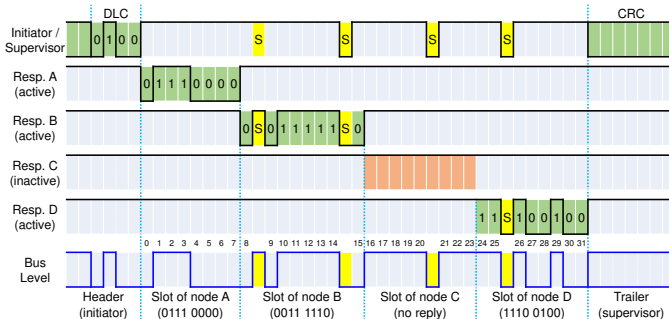 DLC CRC
Initiator /
Supervisor
0 1 0 0 S S S S
Resp. A
(active)
0 1 1 1 0 0 0 0
Resp. B
(active)
0 S 0 1 1 1 1 1 S 0
Resp. C
(inactive)
Resp. D
(active)
1 1 S 1 0 0 1 0 0
0 1 2 3 4 5 6 7 8 9 10 11 12 13 14 15 16 17 18 19 20 21 22 23 24 25 26 27 28 29 30 31
Bus
Level
Header
(initiator)
Slot of node A
(0111 0000)
Slot of node B
(0011 1110)
Slot of node C
(no reply)
Slot of node D
(1110 0100)
Trailer
(supervisor)